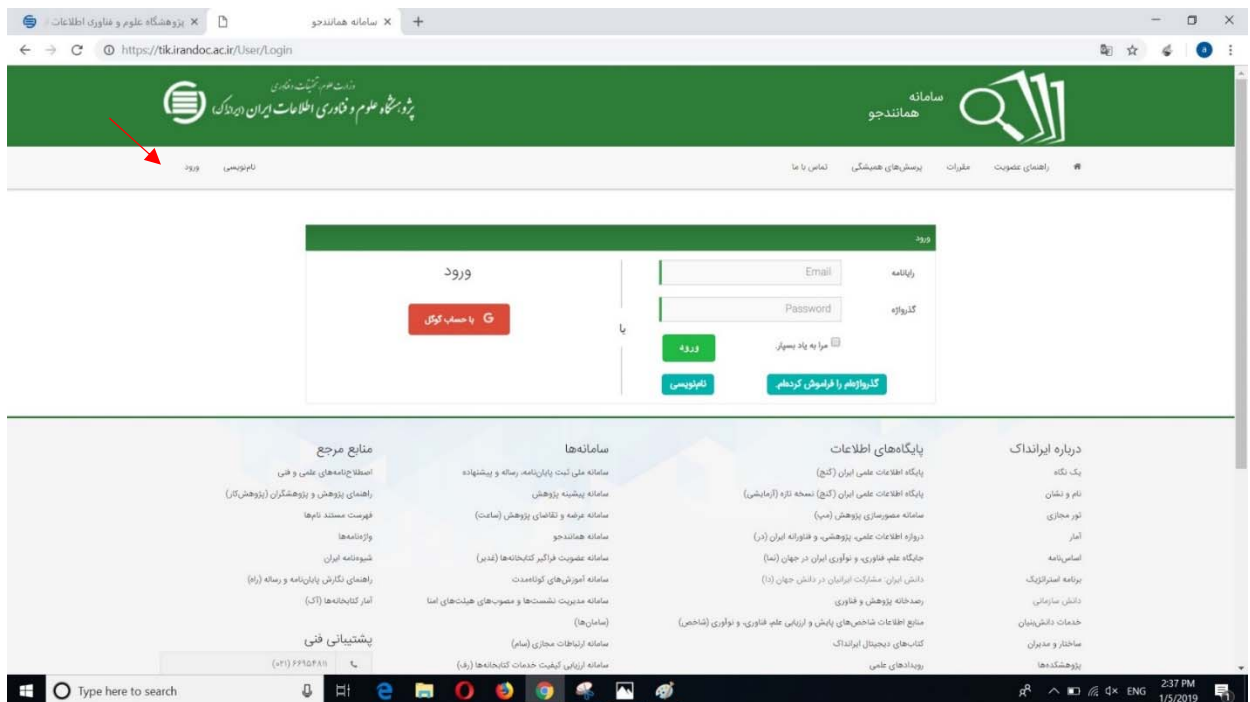 پژوهشگاه علوم و فناوری اطلاعات
سامانه همانندجو
https://tik.irandoc.ac.ir/User/Login
سامانه
همانندجو
وزارت علوم، تحقیقات و فناوری
پژوهشگاه علوم و فناوری اطلاعات ایران (ایرانداک)
راهنمای عضویت
مقررات
پرسش‌های همیشگی
تماس با ما
نام‌نویسی
ورود
ورود
رایانامه
Email
گذرواژه
Password
مرا به یاد بسپار.
ورود
گذرواژه‌ام را فراموش کرده‌ام.
نام‌نویسی
یا
ورود
با حساب گوگل G
درباره ایرانداک
یک نگاه
نام و نشان
تور مجازی
آمار
اساس‌نامه
برنامه استراتژیک
دانش سازمانی
خدمات دانش‌بنیان
ساختار و مدیران
پژوهشکده‌ها
پایگاه‌های اطلاعات
پایگاه اطلاعات علمی ایران (گنج)
پایگاه اطلاعات علمی ایران (گنج) نسخه تازه (آزمایشی)
سامانه مصورسازی پژوهش (مپ)
دروازه اطلاعات علمی، پژوهشی، و فناورانه ایران (در)
جایگاه علم، فناوری، و نوآوری ایران در جهان (نما)
دانش ایران: مشارکت ایرانیان در دانش جهان (دا)
رصدخانه پژوهش و فناوری
منابع اطلاعات شاخص‌های پایش و ارزیابی علم، فناوری، و نوآوری (شاخص)
کتاب‌های دیجیتال ایرانداک
رویدادهای علمی
سامانه‌ها
سامانه ملی ثبت پایان‌نامه، رساله و پیشنهاده
سامانه پیشینه پژوهش
سامانه عرضه و تقاضای پژوهش (ساعت)
سامانه همانندجو
سامانه عضویت فراگیر کتابخانه‌ها (غدیر)
سامانه آموزش‌های کوتاه‌مدت
سامانه مدیریت نشست‌ها و مصوب‌های هیئت‌های امنا
(سامان‌ها)
سامانه ارتباطات مجازی (سام)
سامانه ارزیابی کیفیت خدمات کتابخانه‌ها (رف)
منابع مرجع
اصطلاح‌نامه‌های علمی و فنی
راهنمای پژوهش و پژوهشگران (پژوهش‌کار)
فهرست مستند نام‌ها
واژه‌نامه‌ها
شیوه‌نامه ایران
راهنمای نگارش پایان‌نامه و رساله (راه)
آمار کتابخانه‌ها (آک)
پشتیبانی فنی
Type here to search
ENG
2:37 PM
1/5/2019